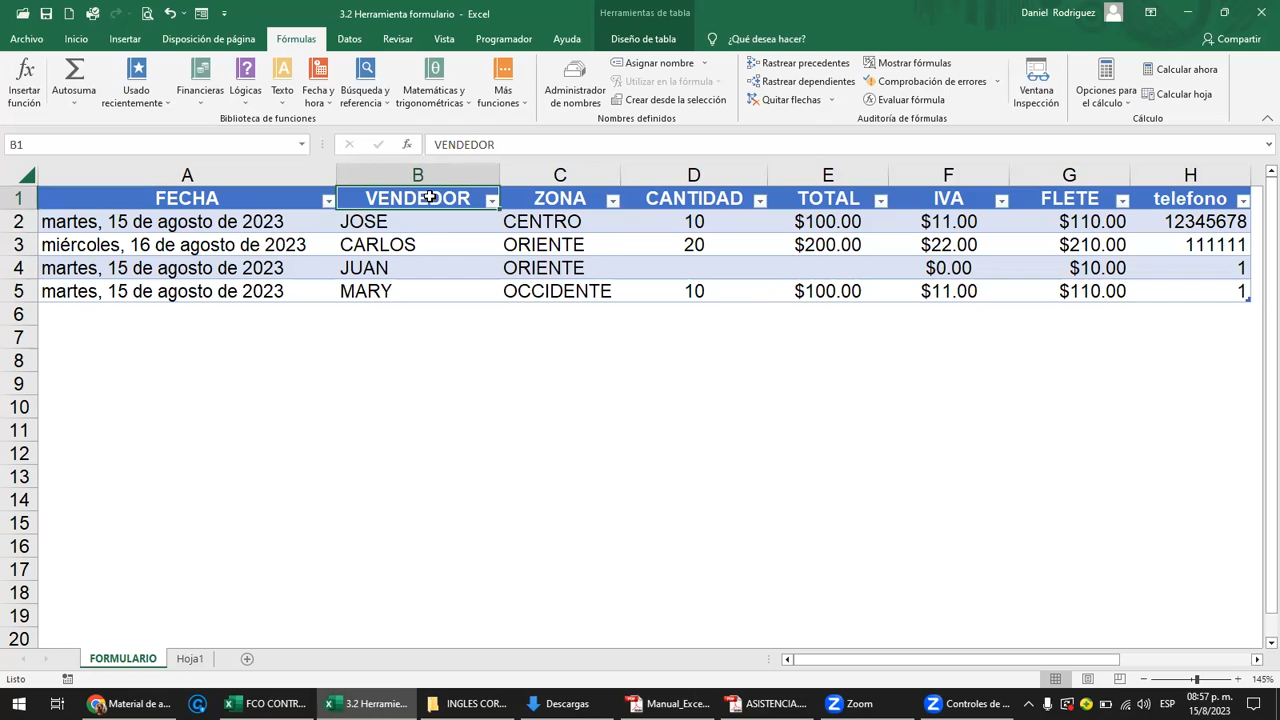 3.2 Herramienta formulario - Excel
Herramientas de tabla
Daniel Rodriguez
Archivo Inicio Insertar Disposición de página Fórmulas Datos Revisar Vista Programador Ayuda Diseño de tabla ¿Qué desea hacer? Compartir
Insertar función
Autosuma
Usado recientemente
Financieras
Lógicas
Texto
Fecha y hora
Búsqueda y referencia
Matemáticas y trigonométricas
Más funciones
Biblioteca de funciones
Administrador de nombres
Asignar nombre
Utilizar en la fórmula
Crear desde la selección
Nombres definidos
Rastrear precedentes
Rastrear dependientes
Quitar flechas
Mostrar fórmulas
Comprobación de errores
Evaluar fórmula
Auditoría de fórmulas
Ventana Inspección
Opciones para el cálculo
Calcular ahora
Calcular hoja
Cálculo
B1 fx VENDEDOR
A B C D E F G H
1 FECHA VENDEDOR ZONA CANTIDAD TOTAL IVA FLETE telefono
2 martes, 15 de agosto de 2023 JOSE CENTRO 10 $100.00 $11.00 $110.00 12345678
3 miércoles, 16 de agosto de 2023 CARLOS ORIENTE 20 $200.00 $22.00 $210.00 111111
4 martes, 15 de agosto de 2023 JUAN ORIENTE $0.00 $10.00 1
5 martes, 15 de agosto de 2023 MARY OCCIDENTE 10 $100.00 $11.00 $110.00 1
6
7
8
9
10
11
12
13
14
15
16
17
18
19
20
FORMULARIO Hoja1
Listo 145%
Material de a... FCO CONTR... 3.2 Herramie... INGLES COR... Descargas Manual_Exce... ASISTENCIA.... Zoom Controles de ... ESP 08:57 p. m.
15/8/2023